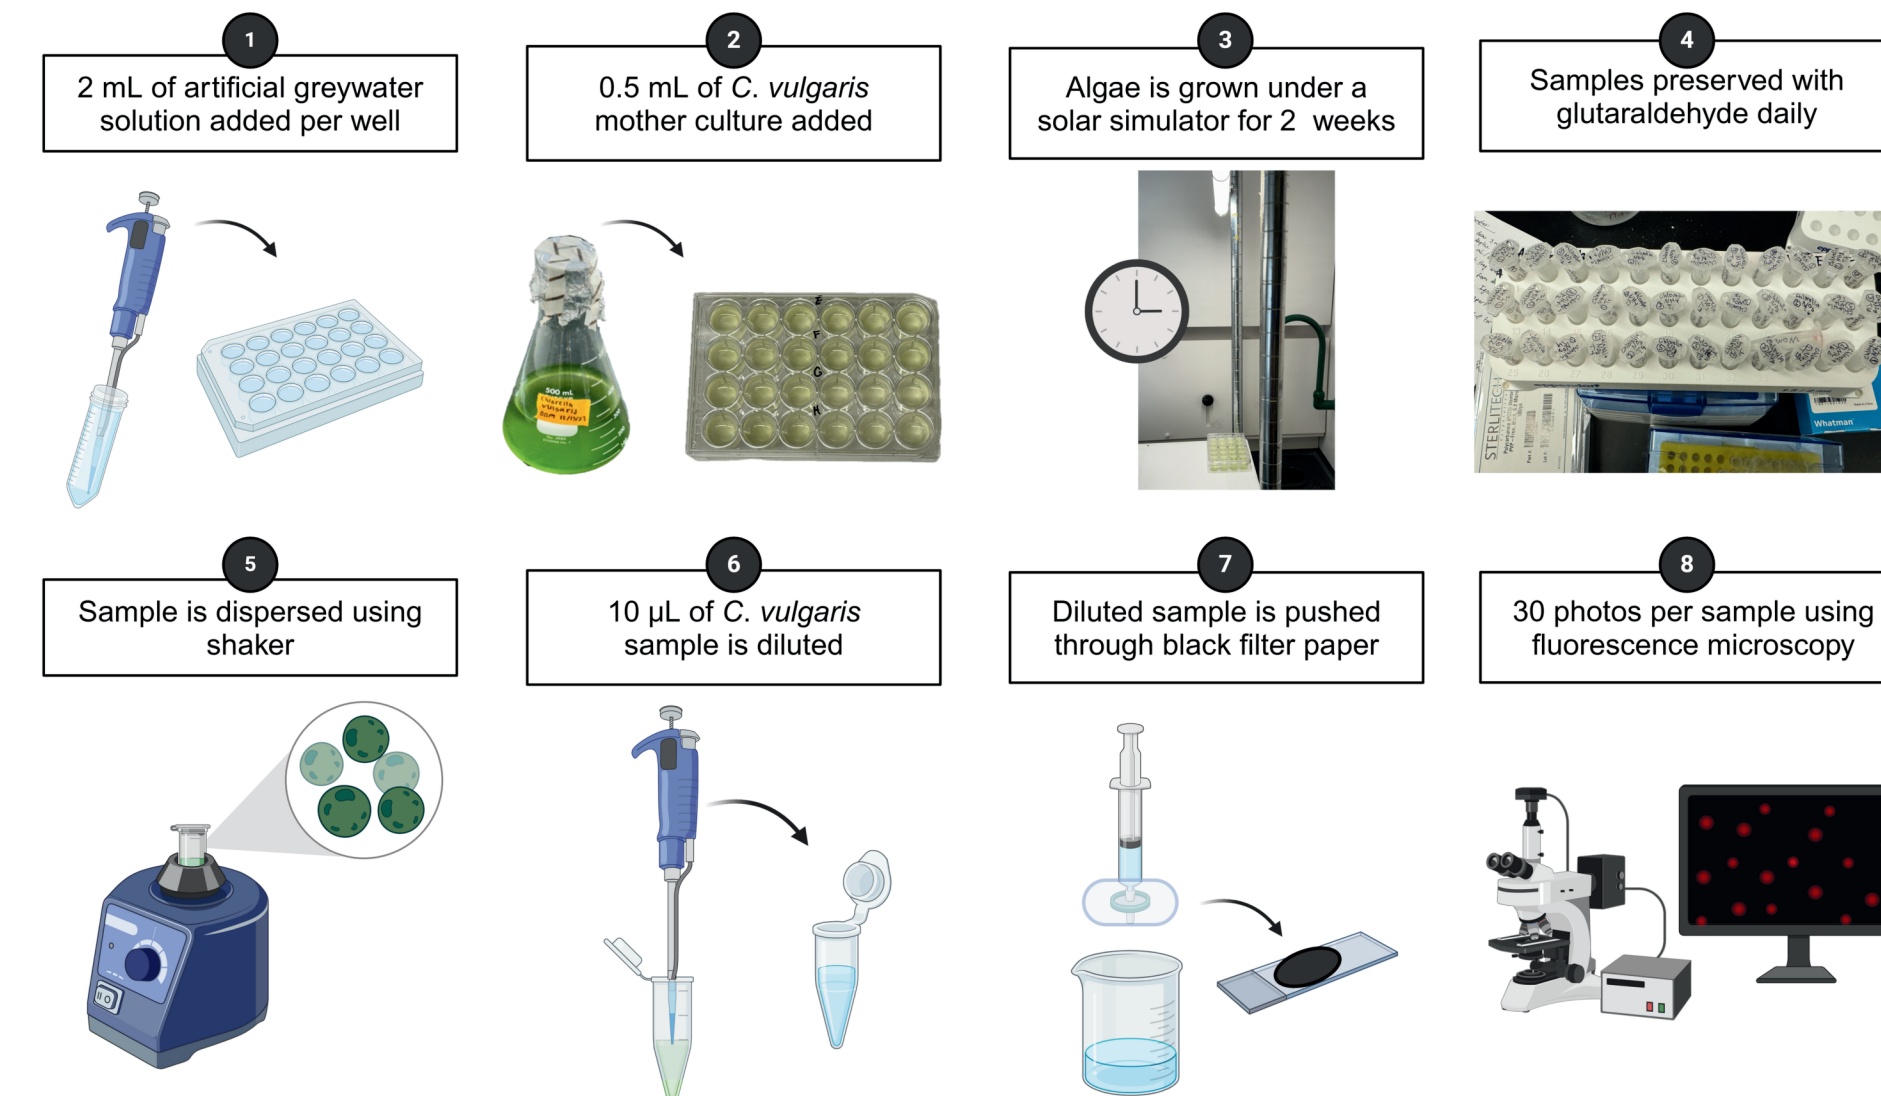 1
2 mL of artificial greywater
solution added per well
2
0.5 mL of C. vulgaris
mother culture added
3
Algae is grown under a
solar simulator for 2 weeks
4
Samples preserved with
glutaraldehyde daily
E
F
G
H
500 mL
Chlorella
vulgaris
STERLITECH
Whatman
5
Sample is dispersed using
shaker
6
10 µL of C. vulgaris
sample is diluted
7
Diluted sample is pushed
through black filter paper
8
30 photos per sample using
fluorescence microscopy